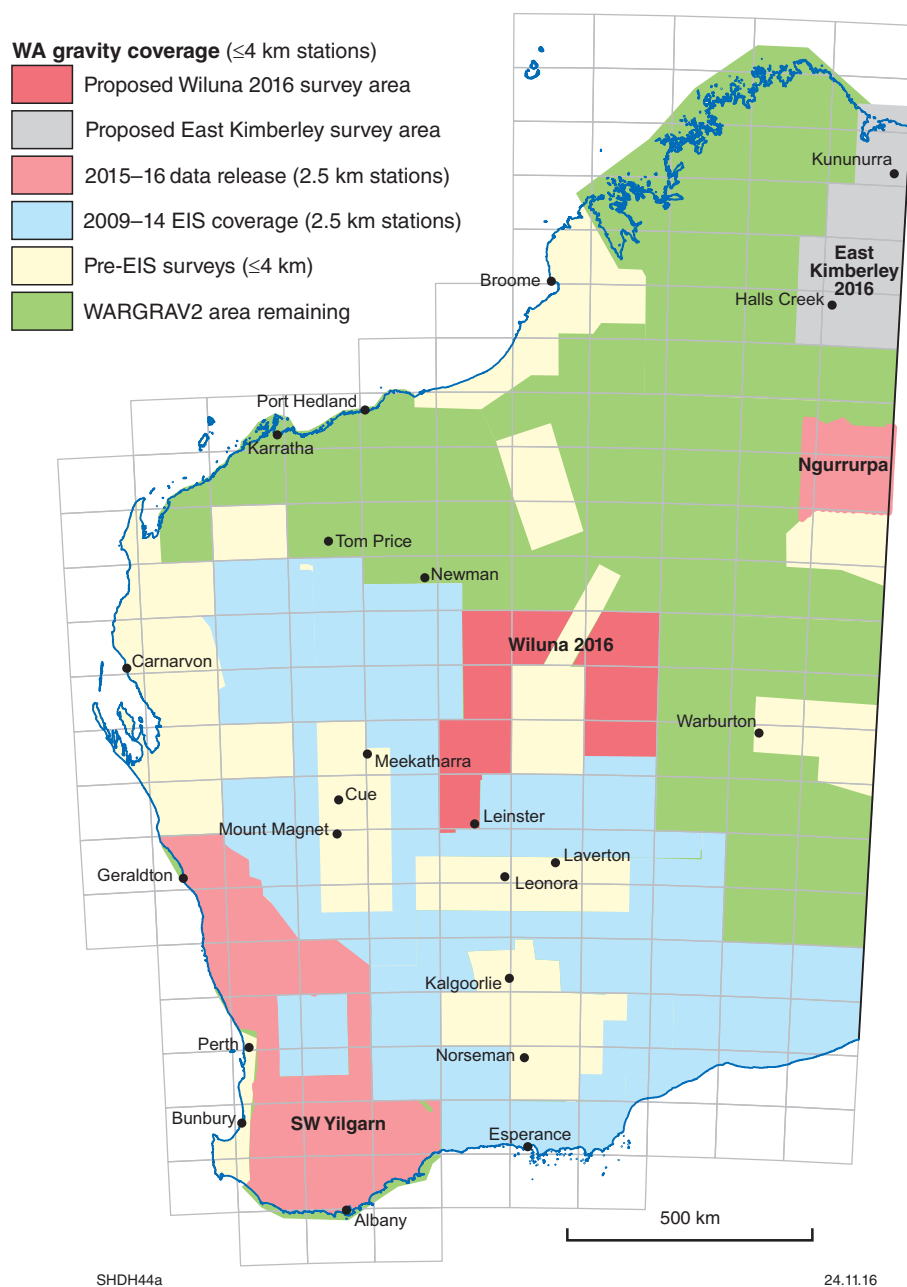 WA gravity coverage (≤4 km stations)
Proposed Wiluna 2016 survey area
Proposed East Kimberley survey area
2015–16 data release (2.5 km stations)
2009–14 EIS coverage (2.5 km stations)
Pre-EIS surveys (≤4 km)
WARGRAV2 area remaining
Kununurra
East
Kimberley
2016
Broome
Halls Creek
Port Hedland
Karratha
Ngurrurpa
Tom Price
Newman
Wiluna 2016
Carnarvon
Warburton
Meekatharra
Cue
Leinster
Mount Magnet
Laverton
Geraldton
Leonora
Kalgoorlie
Perth
Norseman
Bunbury
SW Yilgarn
Esperance
Albany
500 km
SHDH44a
24.11.16